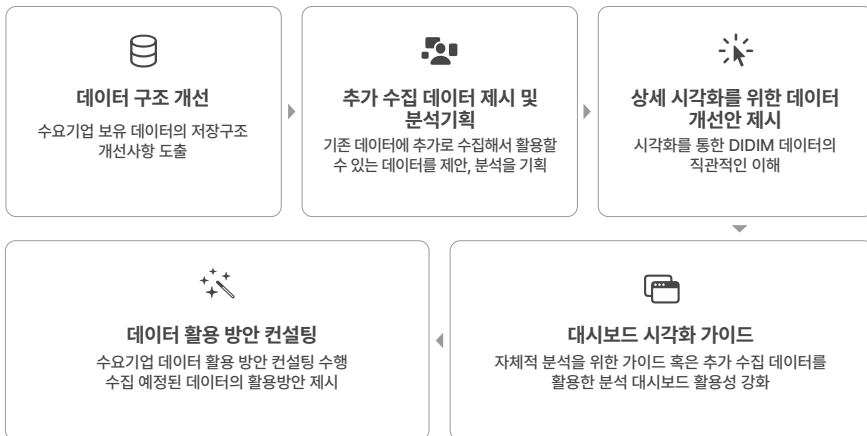 데이터 구조 개선
수요기업 보유 데이터의 저장구조
개선사항 도출
추가 수집 데이터 제시 및
분석기획
기존 데이터에 추가로 수집해서 활용할
수 있는 데이터를 제안, 분석을 기획
상세 시각화를 위한 데이터
개선안 제시
시각화를 통한 DIDIM 데이터의
직관적인 이해
대시보드 시각화 가이드
자체적 분석을 위한 가이드 혹은 추가 수집 데이터를
활용한 분석 대시보드 활용성 강화
데이터 활용 방안 컨설팅
수요기업 데이터 활용 방안 컨설팅 수행
수집 예정된 데이터의 활용방안 제시